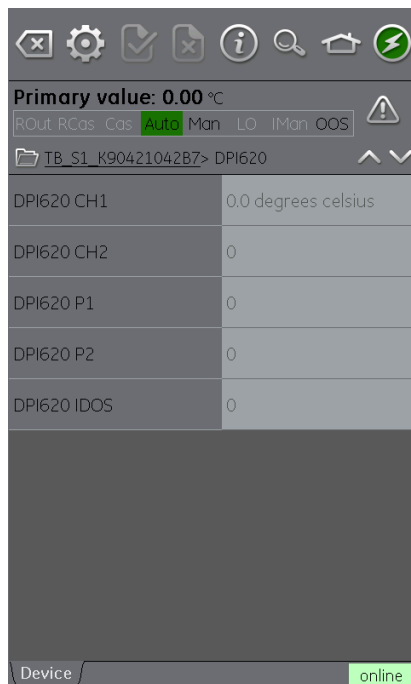 Primary value: 0.00 °C
ROut RCas Cas Auto Man LO IMan OOS
TB_S1_K90421042B7> DPI620
DPI620 CH1 0.0 degrees celsius
DPI620 CH2 0
DPI620 P1 0
DPI620 P2 0
DPI620 IDOS 0
Device online